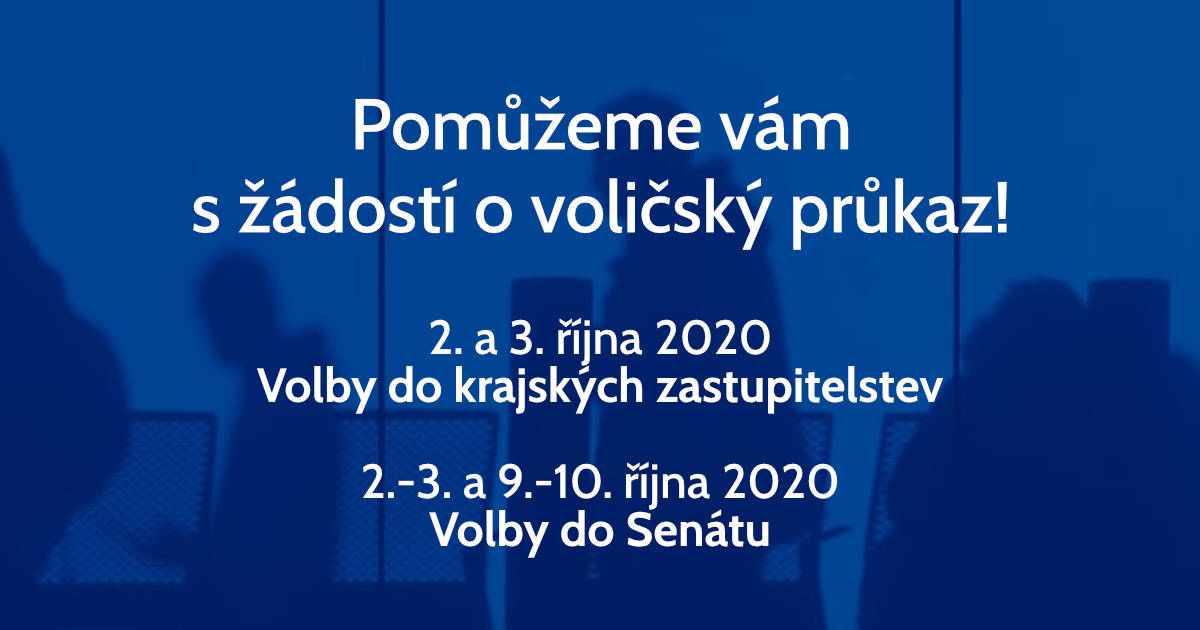 Pomůžeme vám
s žádostí o voličský průkaz!
2. a 3. října 2020
Volby do krajských zastupitelstev
2.-3. a 9.-10. října 2020
Volby do Senátu